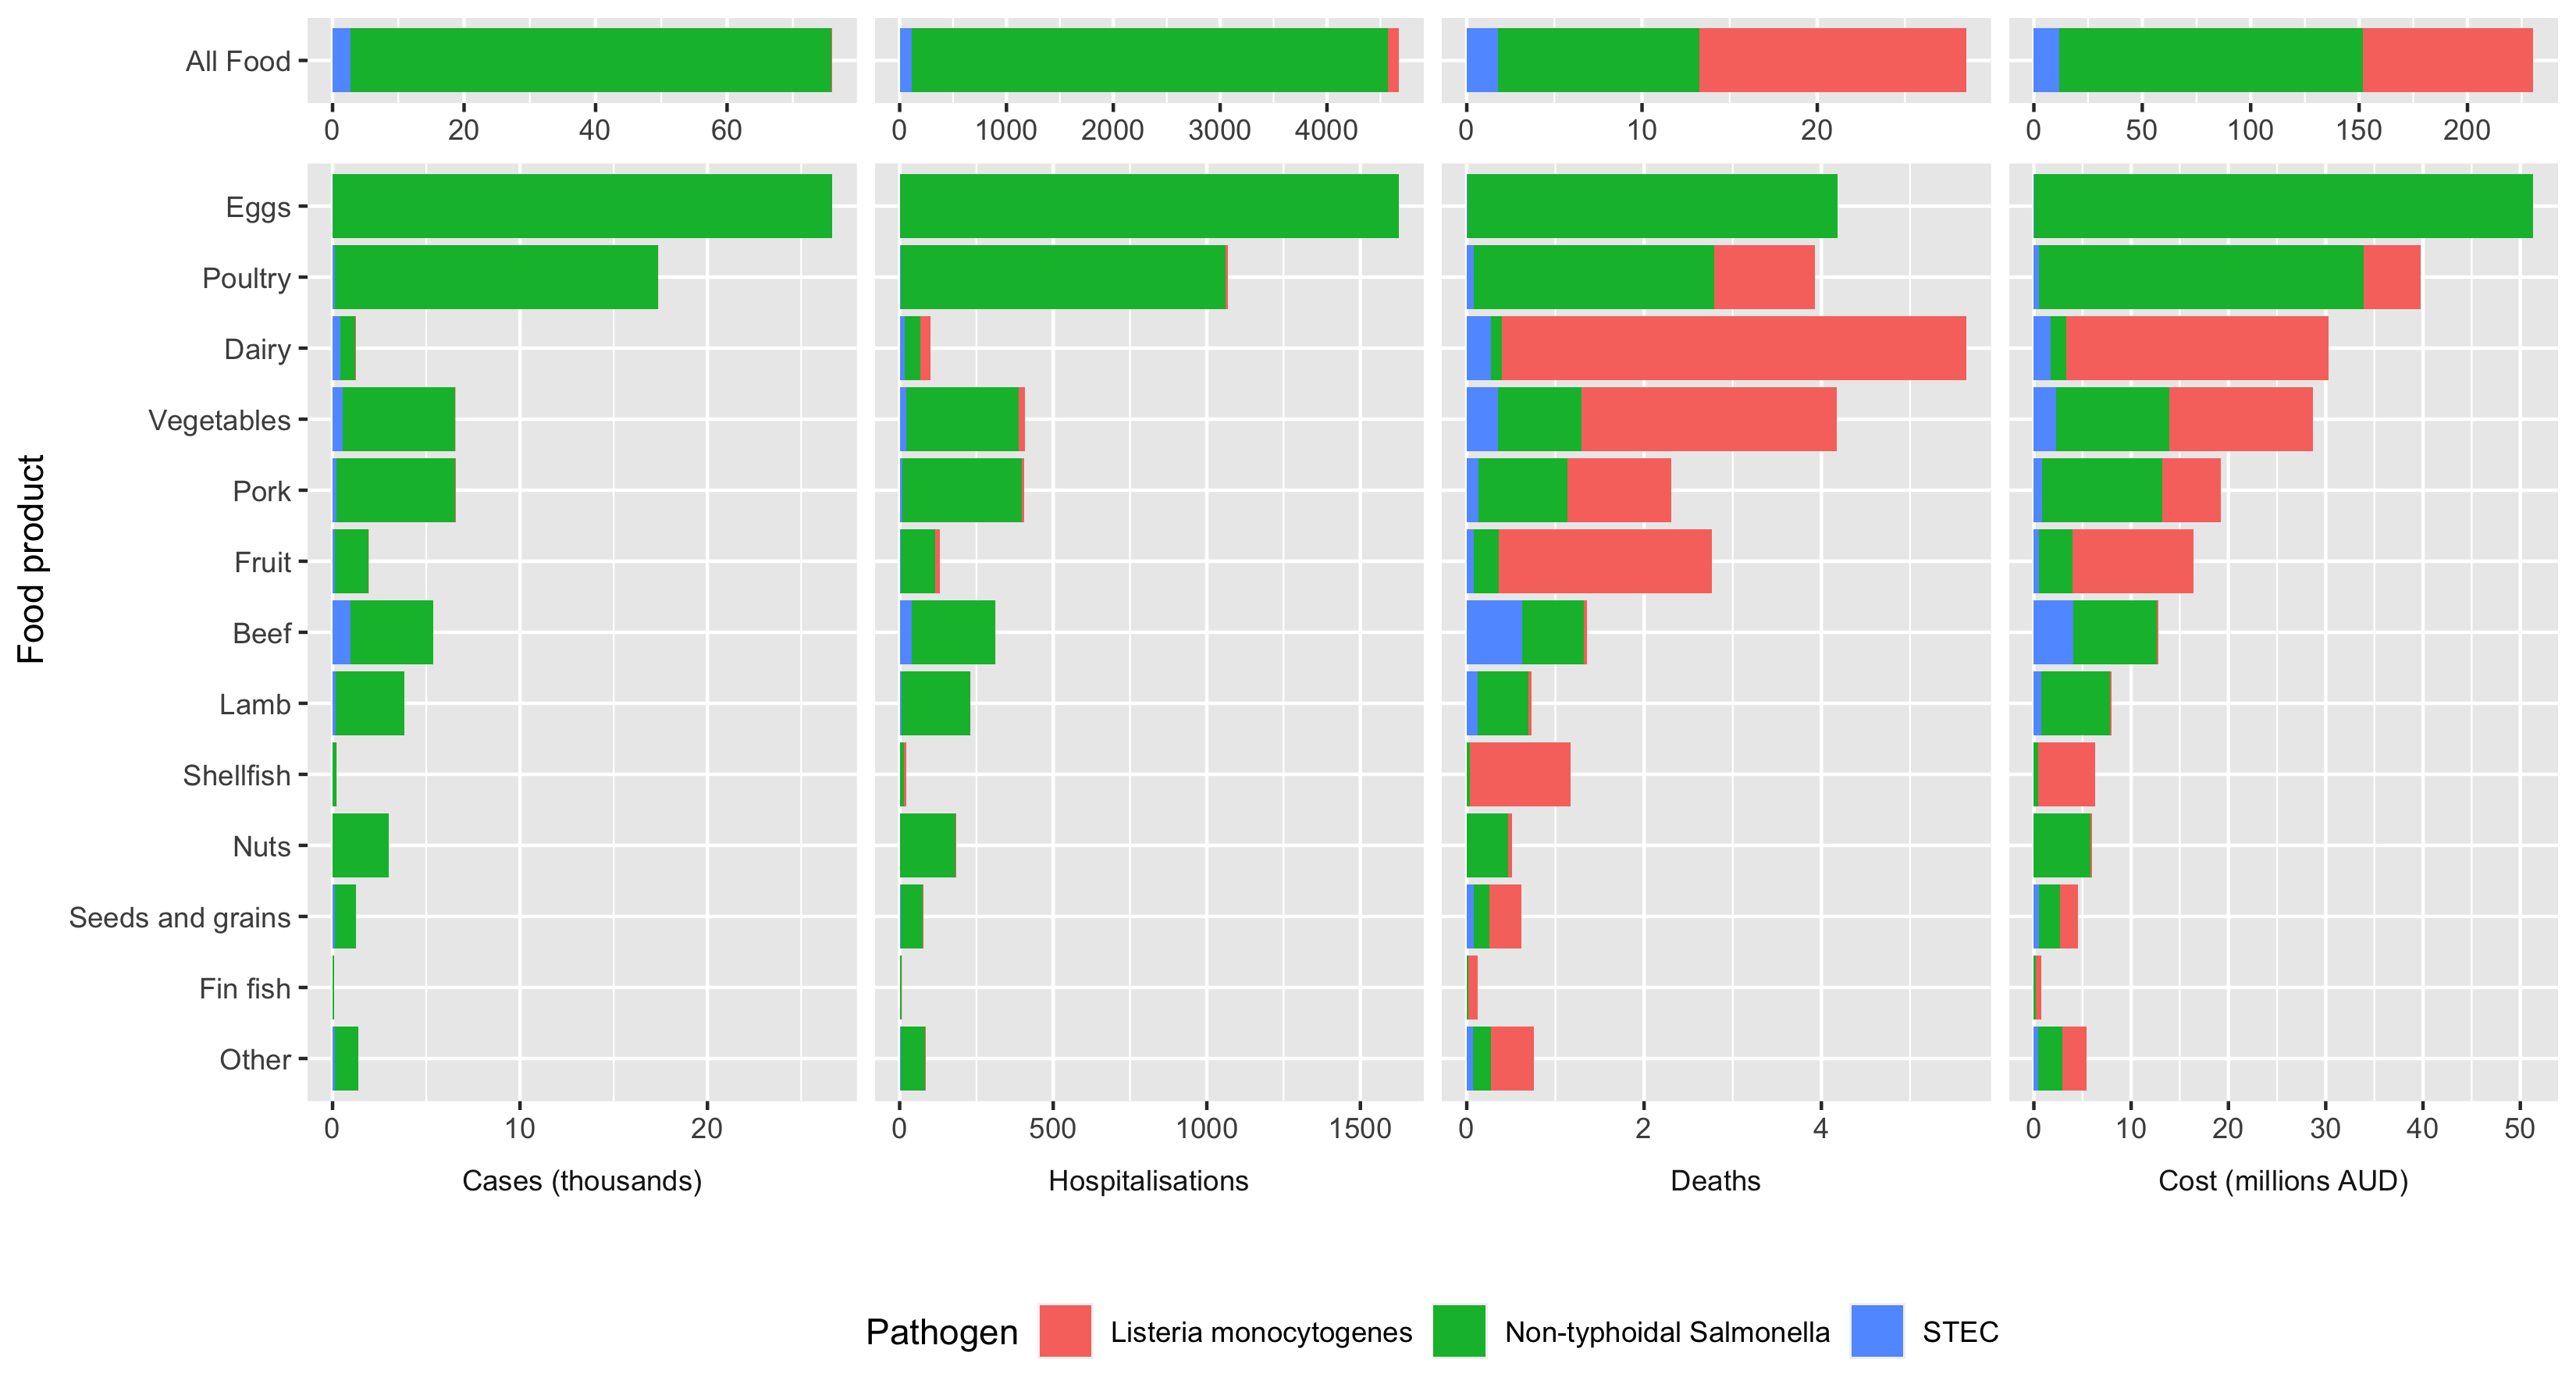 All Food
0 20 40 60
0 1000 2000 3000 4000
0 10 20
0 50 100 150 200
Food product
Eggs
Poultry
Dairy
Vegetables
Pork
Fruit
Beef
Lamb
Shellfish
Nuts
Seeds and grains
Fin fish
Other
0 10 20
0 500 1000 1500
0 2 4
0 10 20 30 40 50
Cases (thousands)
Hospitalisations
Deaths
Cost (millions AUD)
Pathogen Listeria monocytogenes Non-typhoidal Salmonella STEC